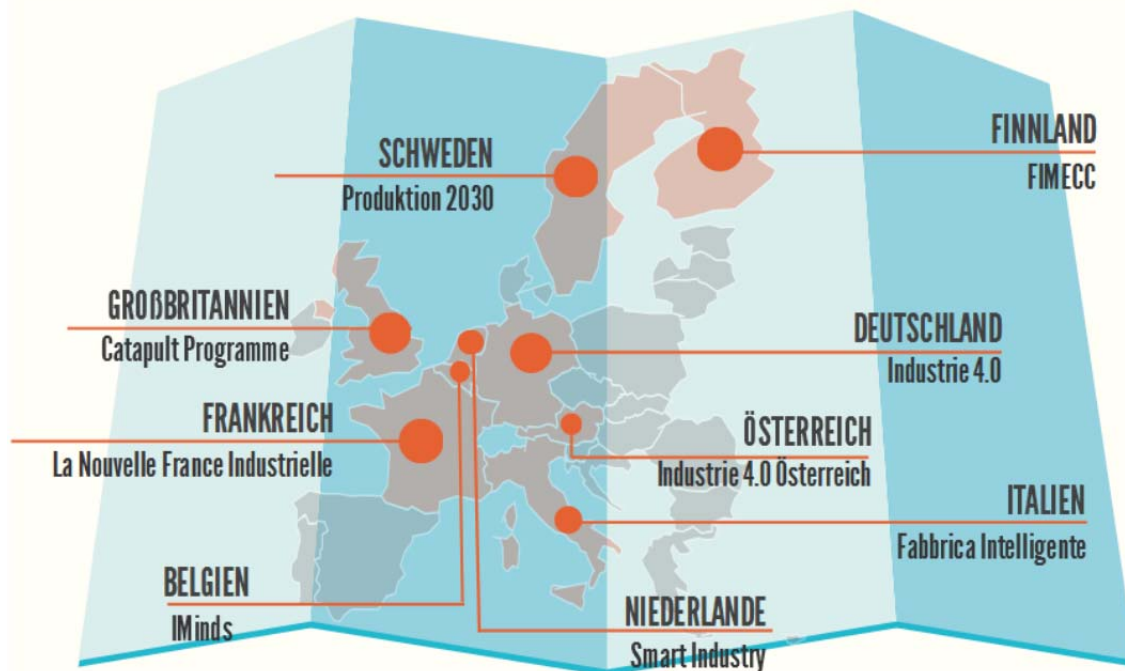 SCHWEDEN
Produktion 2030
FINNLAND
FIMECC
GROßBRITANNIEN
Catapult Programme
DEUTSCHLAND
Industrie 4.0
FRANKREICH
La Nouvelle France Industrielle
ÖSTERREICH
Industrie 4.0 Österreich
ITALIEN
Fabbrica Intelligente
BELGIEN
IMinds
NIEDERLANDE
Smart Industry